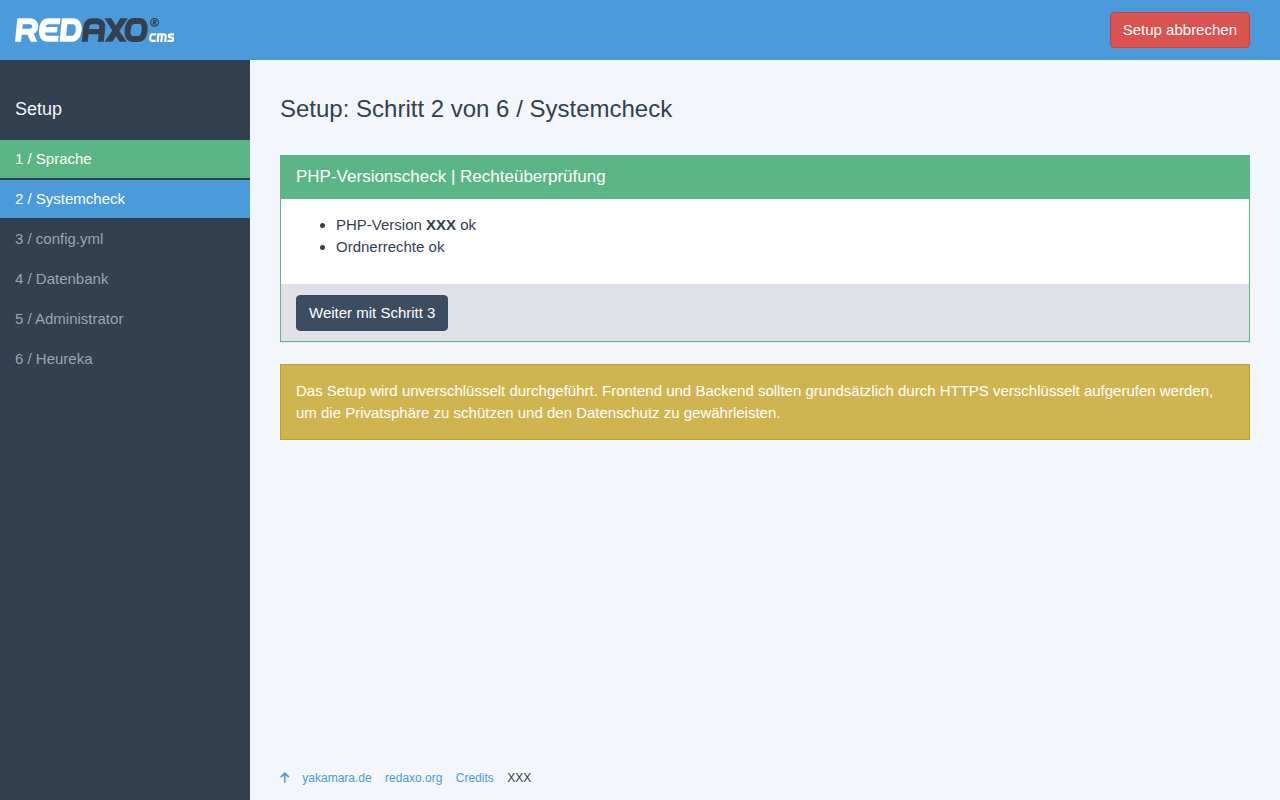 REDAXO® cms
Setup abbrechen
Setup
1 / Sprache
2 / Systemcheck
3 / config.yml
4 / Datenbank
5 / Administrator
6 / Heureka
Setup: Schritt 2 von 6 / Systemcheck
PHP-Versionscheck | Rechteüberprüfung
PHP-Version XXX ok
Ordnerrechte ok
Weiter mit Schritt 3
Das Setup wird unverschlüsselt durchgeführt. Frontend und Backend sollten grundsätzlich durch HTTPS verschlüsselt aufgerufen werden,
um die Privatsphäre zu schützen und den Datenschutz zu gewährleisten.
yakamara.de redaxo.org Credits XXX